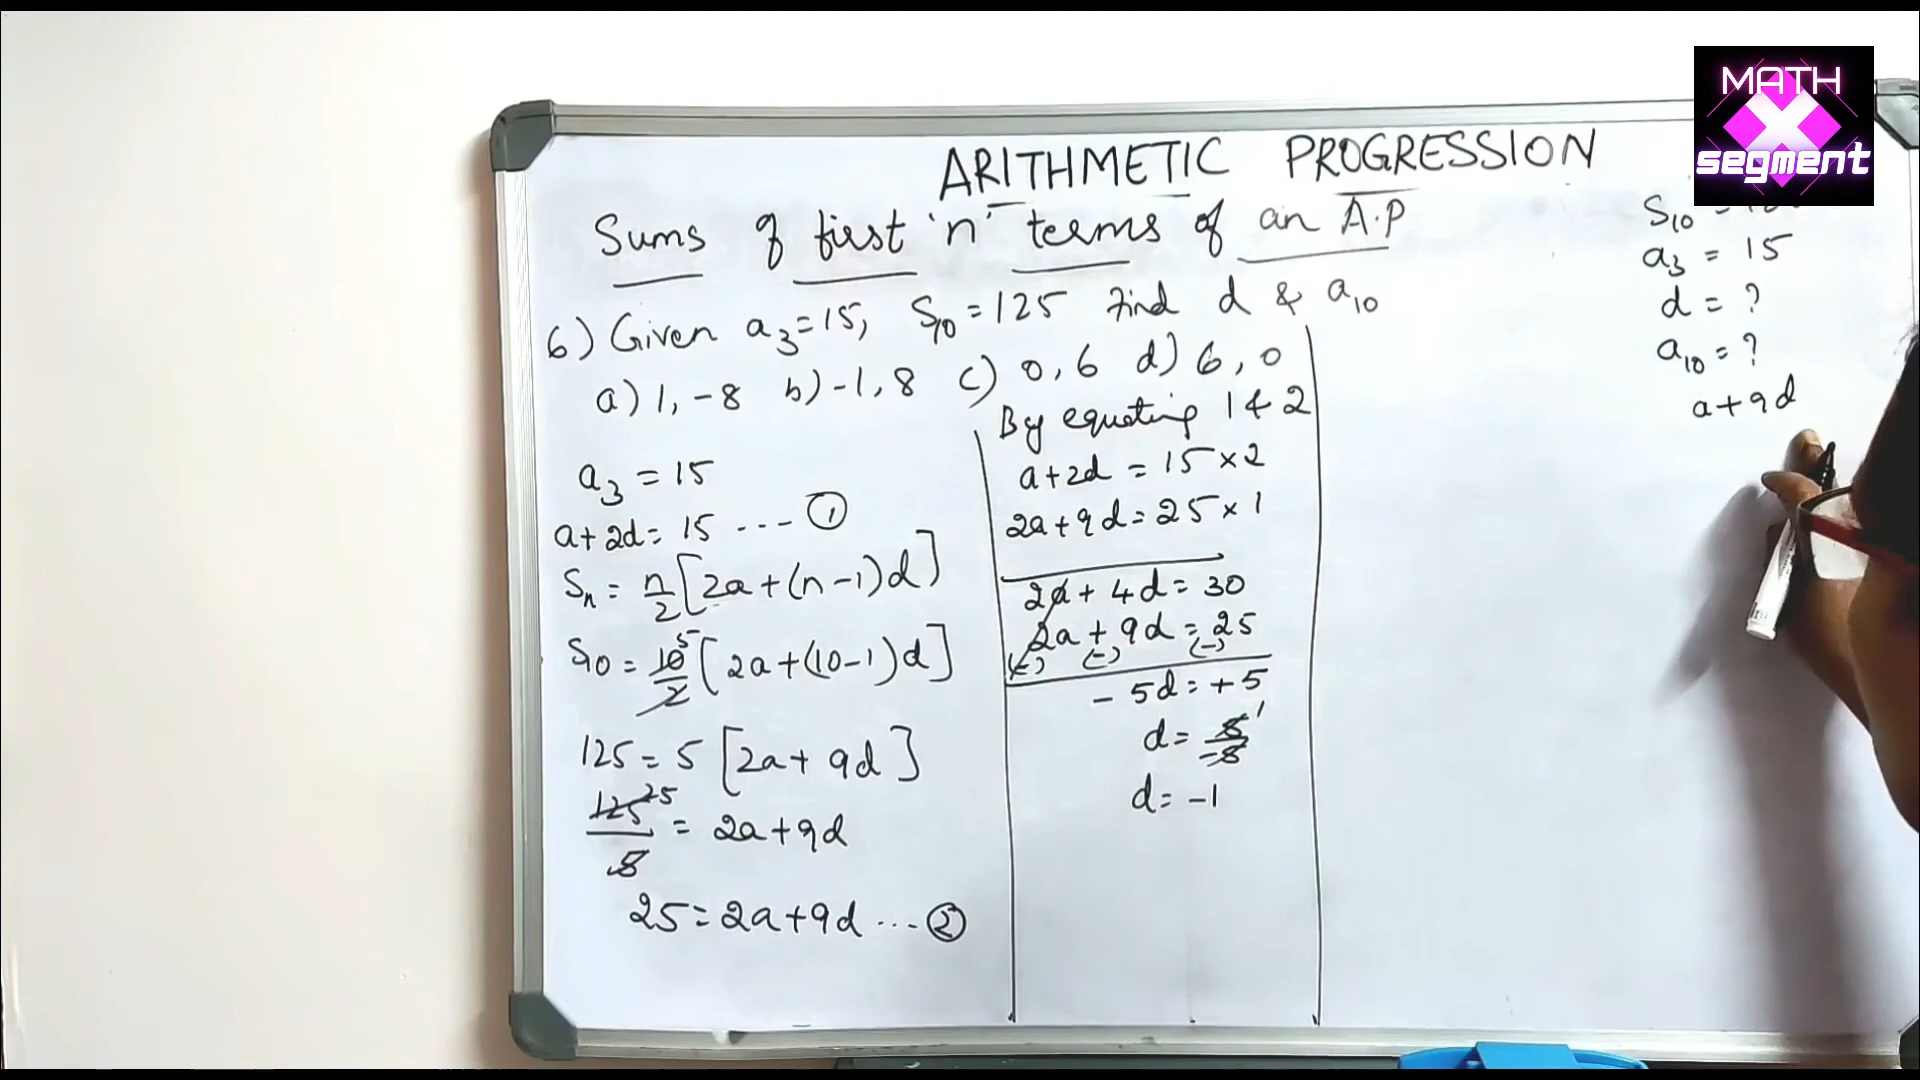 MATH
X
segment
ARITHMETIC PROGRESSION
Sums of first 'n' terms of an A.P
6) Given a₃=15, S₁₀=125 Find d & a₁₀
a) 1, -8 b) -1, 8 c) 0, 6 d) 6, 0
a₃ = 15
a+2d= 15 --- ①
Sₙ = n/2 [2a+(n-1)d]
S₁₀ = 10/2 5 [2a+(10-1)d]
125 = 5 [2a+ 9d]
125/5 25 = 2a+9d
25=2a+9d ... ②
By equating 1 & 2
a+2d = 15 × 2
2a+9d = 25 × 1
2a + 4d = 30
2a + 9d = 25
(-) (-) (-)
- 5d = +5
d = 5/-5 1
d = -1
S₁₀ =
a₃ = 15
d = ?
a₁₀ = ?
a+9d